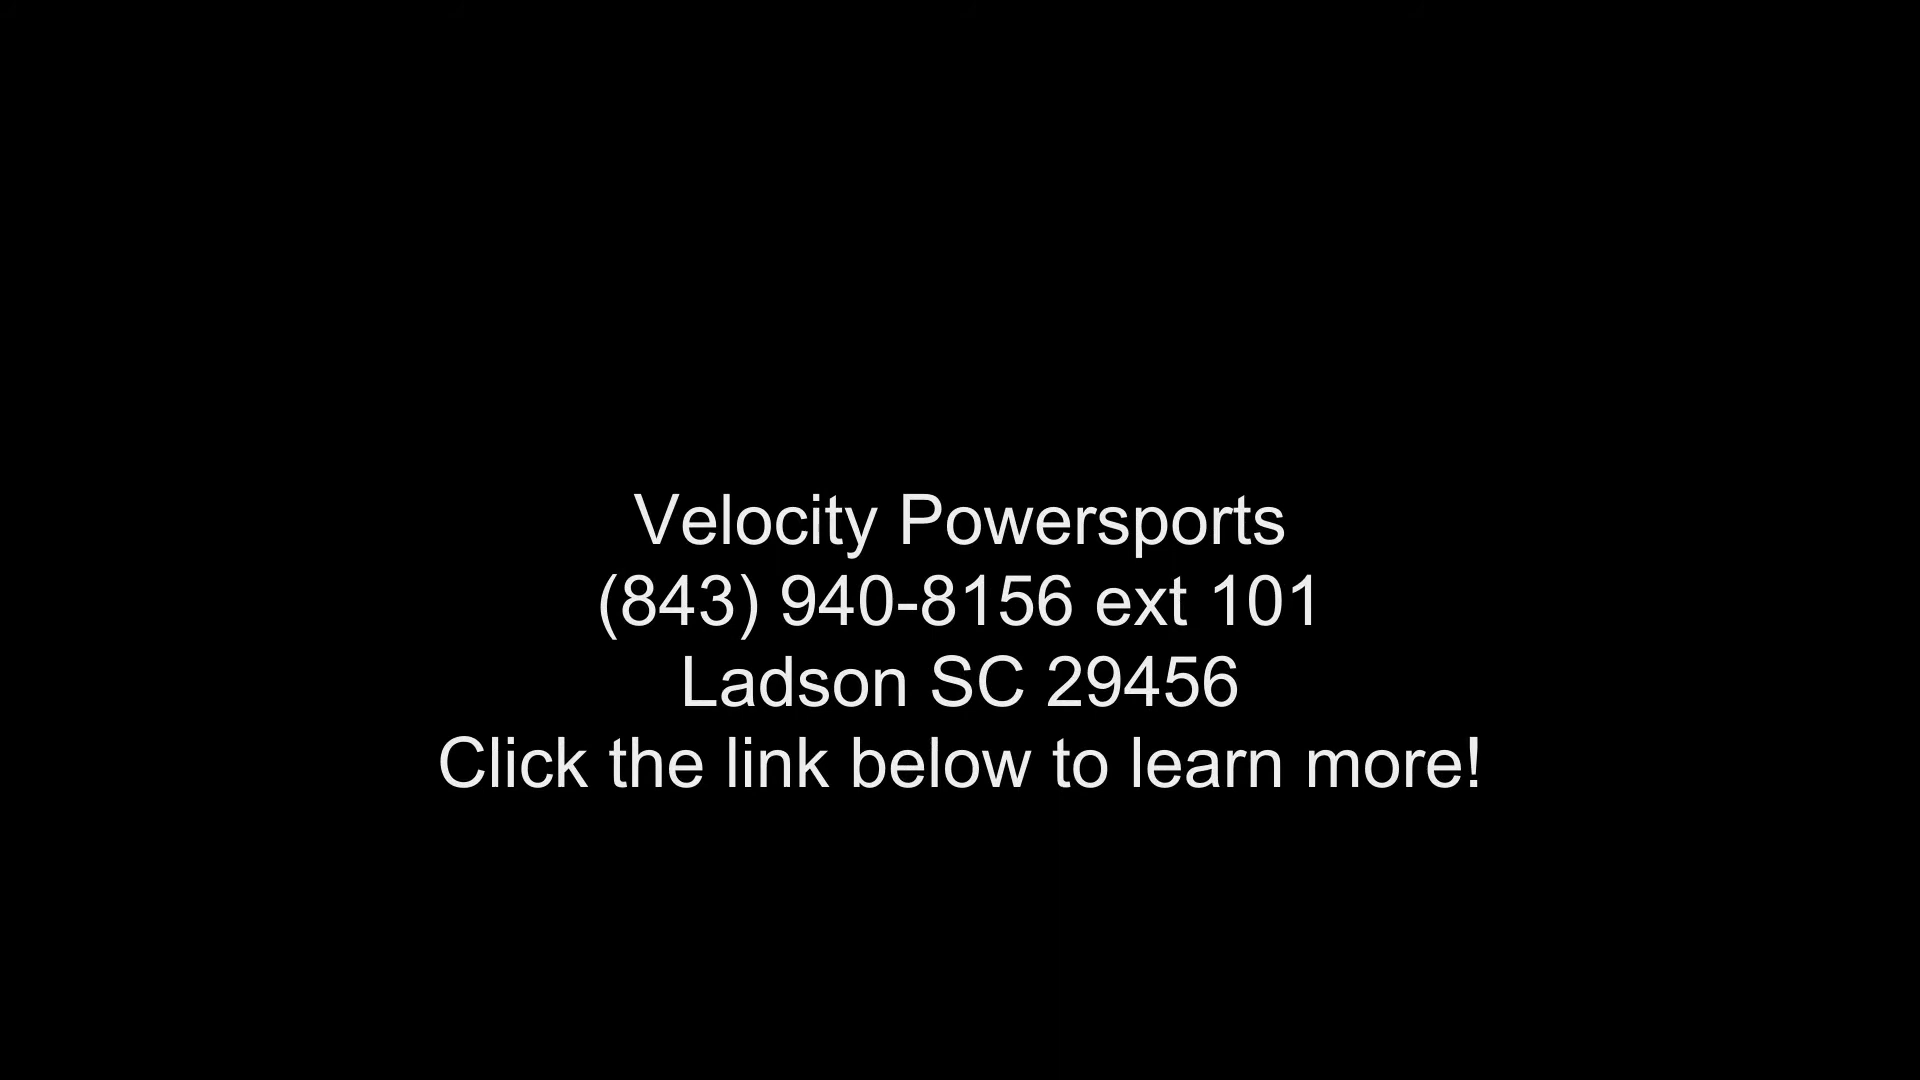 Velocity Powersports
(843) 940-8156 ext 101
Ladson SC 29456
Click the link below to learn more!